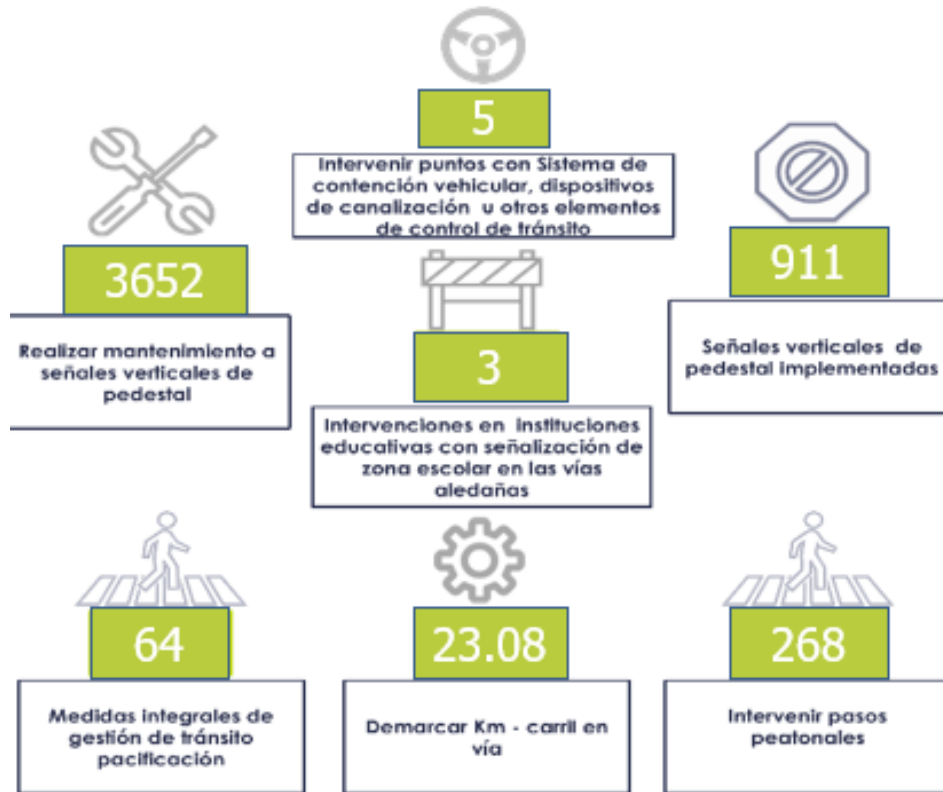 5
Intervenir puntos con Sistema de
contención vehicular, dispositivos
de canalización u otros elementos
de control de tránsito
3652
Realizar mantenimiento a
señales verticales de
pedestal
911
Señales verticales de
pedestal implementadas
3
Intervenciones en instituciones
educativas con señalización de
zona escolar en las vías
aledañas
64
Medidas integrales de
gestión de tránsito
pacificación
23.08
Demarcar Km - carril en
vía
268
Intervenir pasos
peatonales